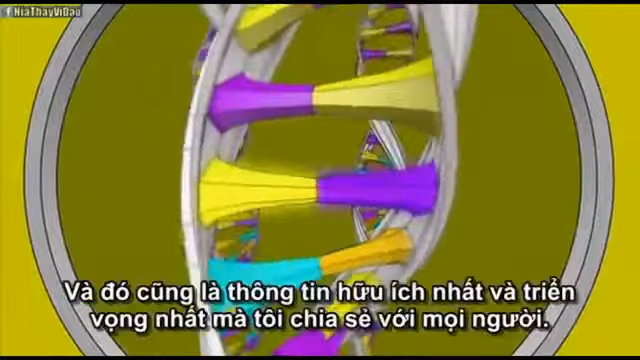 NiaThayViDao
Và đó cũng là thông tin hữu ích nhất và triển
vọng nhất mà tôi chia sẻ với mọi người.